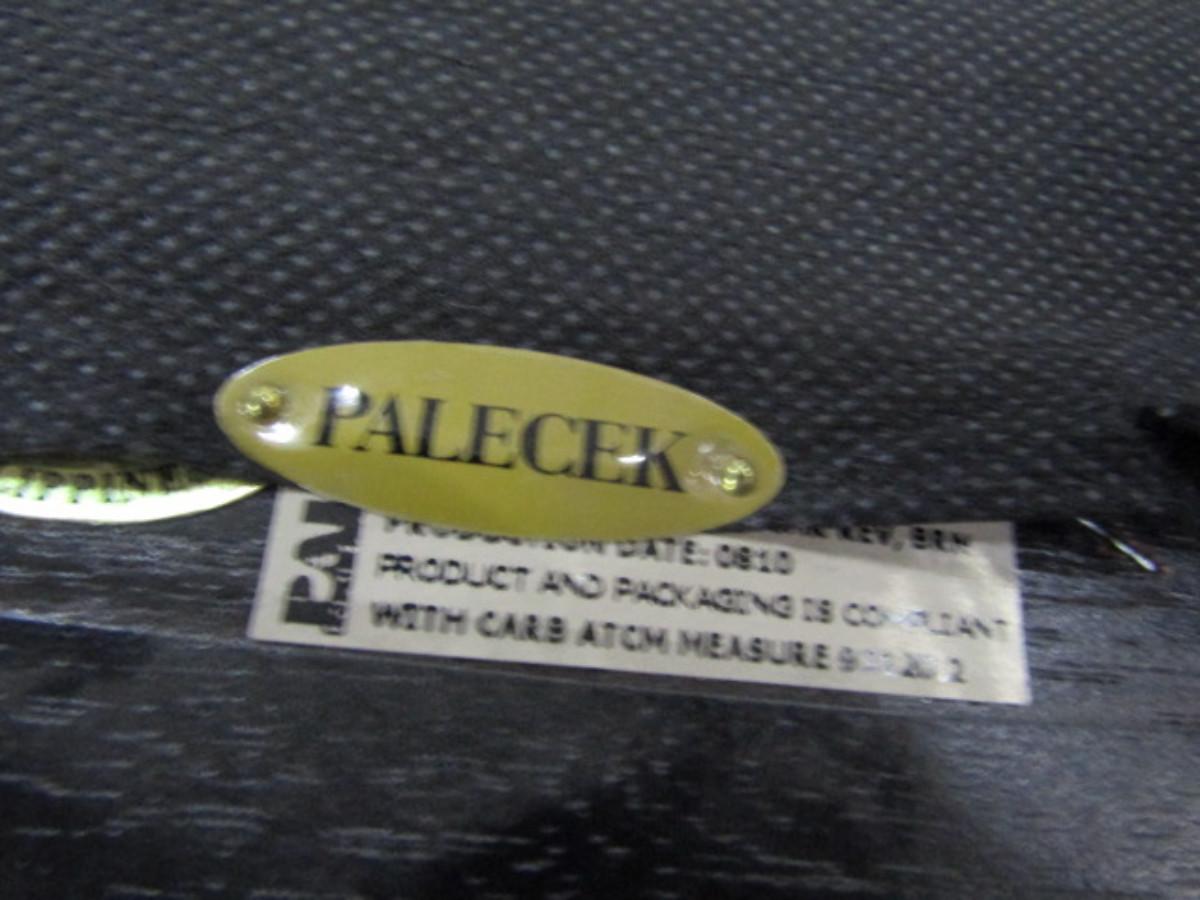 PALECEK
PRODUCTION DATE: 0810
PRODUCT AND PACKAGING IS COMPLIANT
WITH CARB ATCM MEASURE